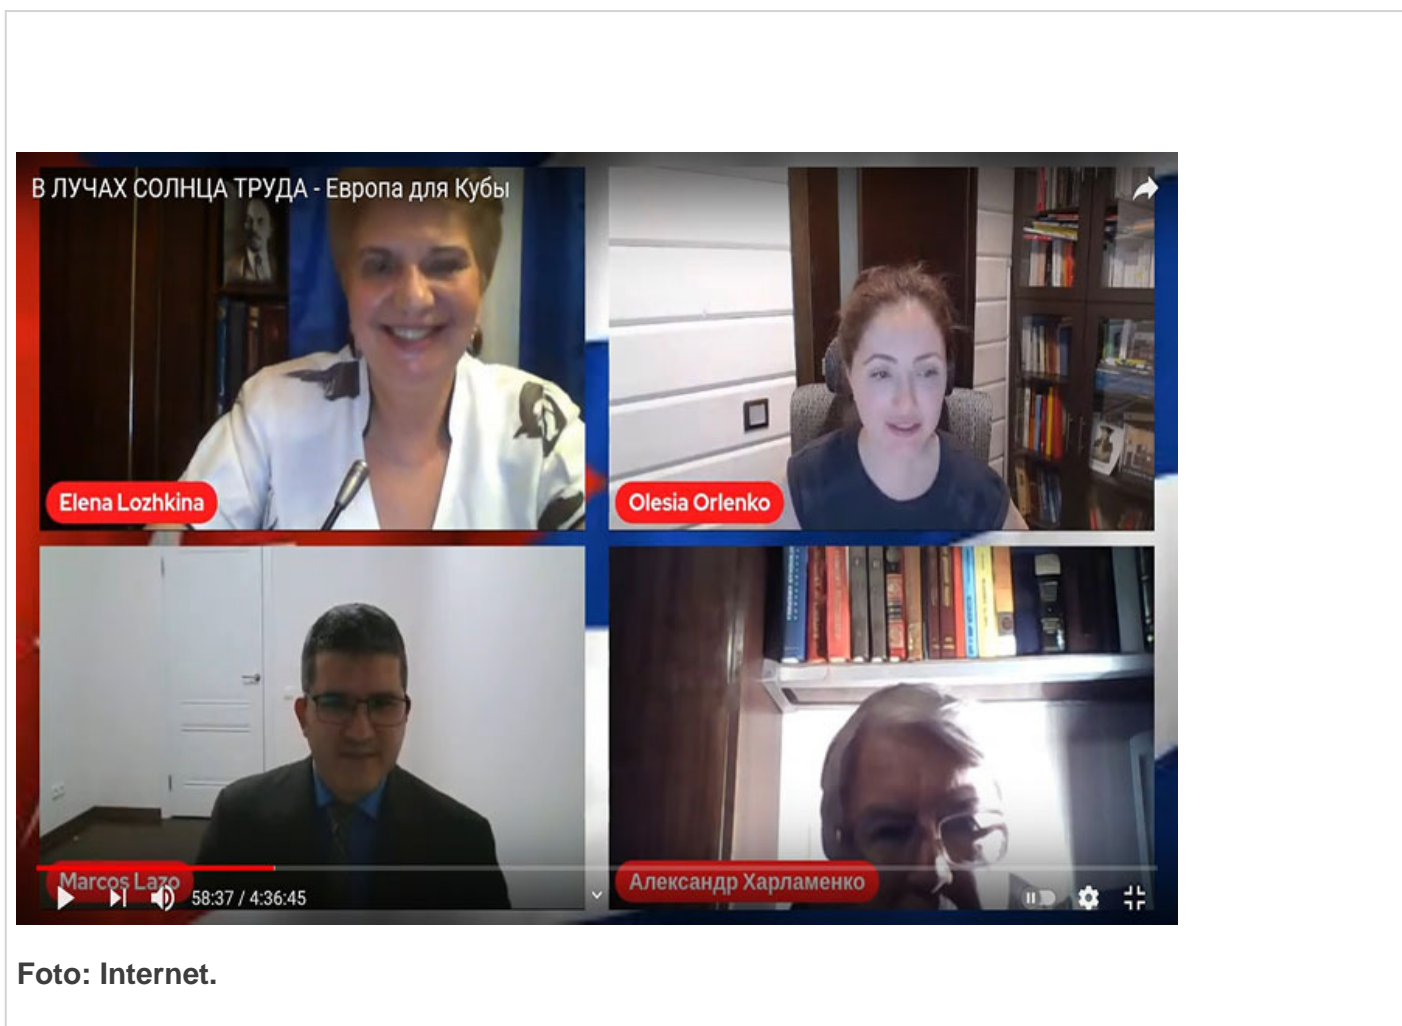 В ЛУЧАХ СОЛНЦА ТРУДА - Европа для Кубы
Elena Lozhkina
Olesia Orlenko
Marcos Lazo
Александр Харламенко
58:37 / 4:36:45
Foto: Internet.